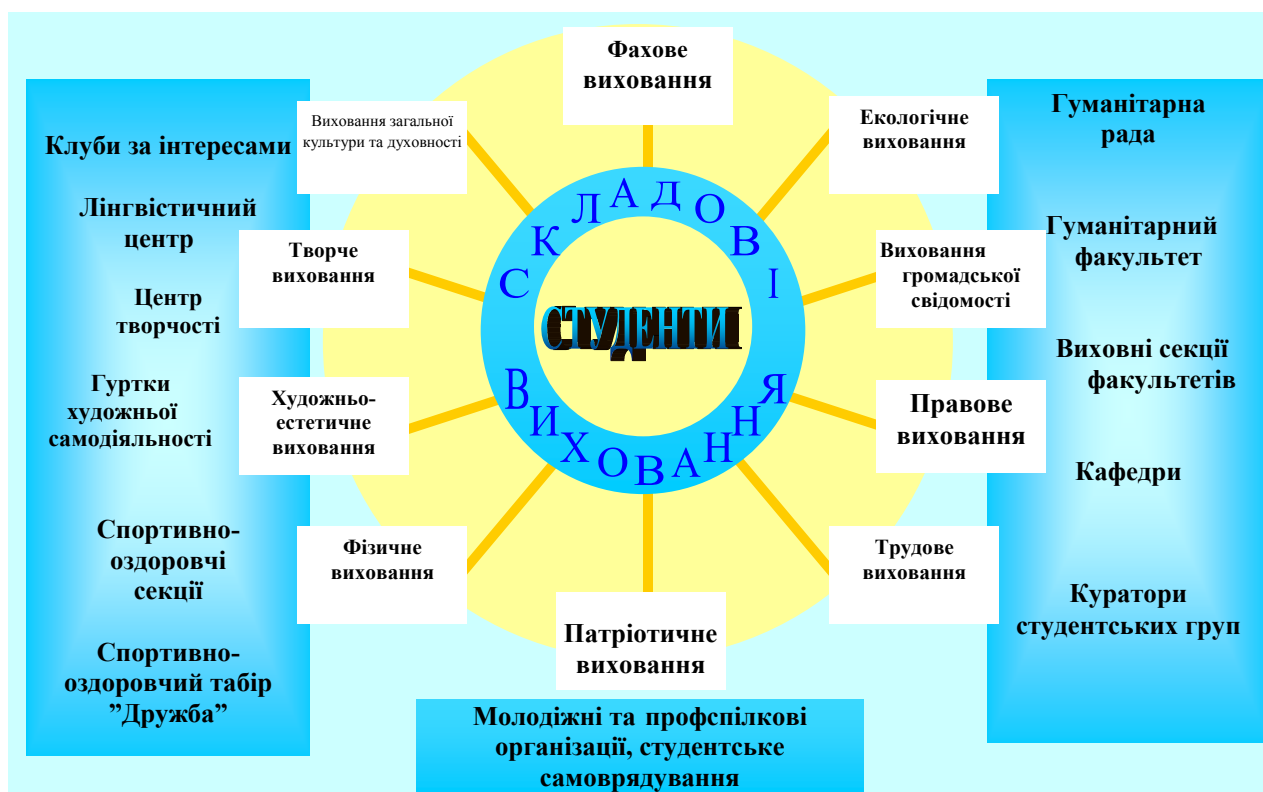 Фахове
виховання
Виховання загальної
культури та духовності
Екологічне
виховання
Творче
виховання
Виховання
громадської
свідомості
Художньо-
естетичне
виховання
Правове
виховання
Фізичне
виховання
Трудове
виховання
Патріотичне
виховання
СКЛАДОВІ
ВИХОВАННЯ
СТУДЕНТИ
Клуби за інтересами
Лінгвістичний
центр
Центр
творчості
Гуртки
художньої
самодіяльності
Спортивно-
оздоровчі
секції
Спортивно-
оздоровчий табір
”Дружба”
Гуманітарна
рада
Гуманітарний
факультет
Виховні секції
факультетів
Кафедри
Куратори
студентських груп
Молодіжні та профспілкові
організації, студентське
самоврядування